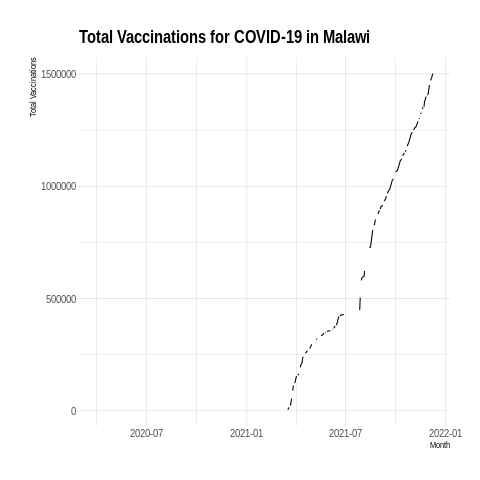 Total Vaccinations for COVID-19 in Malawi
Total Vaccinations
1500000
1000000
500000
0
2020-07 2021-01 2021-07 2022-01
Month